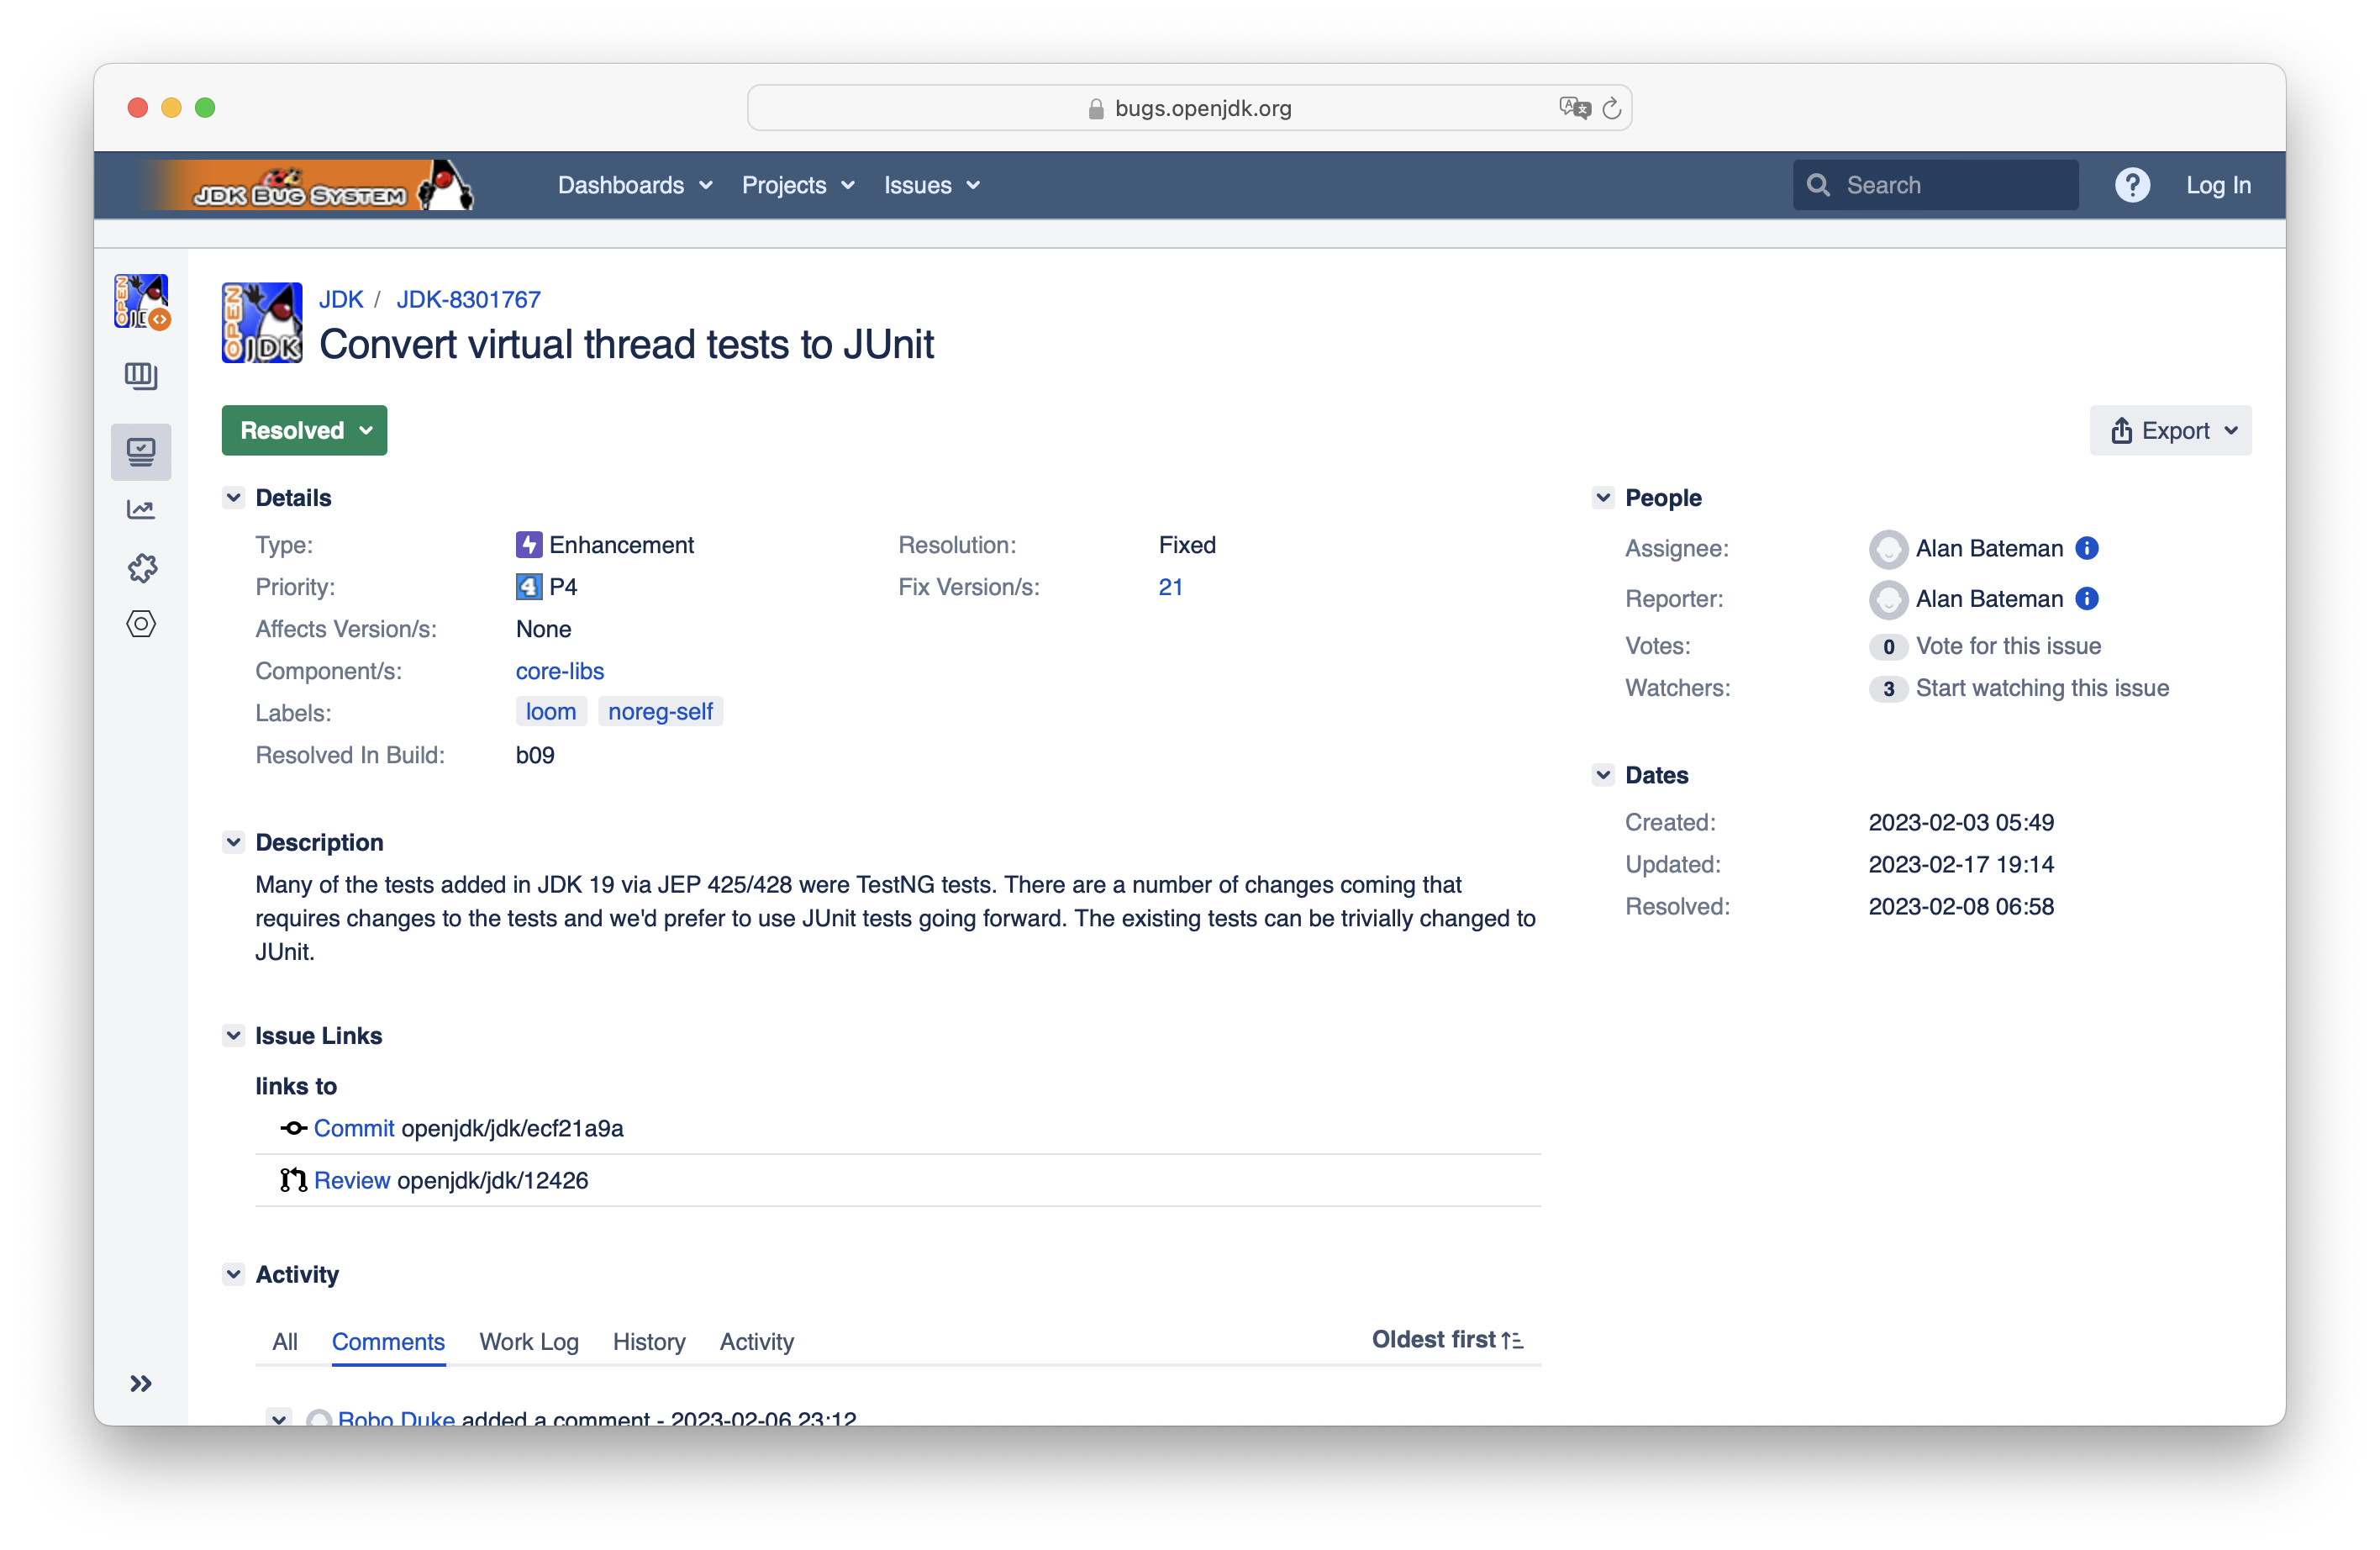 bugs.openjdk.org
JDK BUG SYSTEM
Dashboards
Projects
Issues
Search
Log In
OPEN
JDK
JDK / JDK-8301767
Convert virtual thread tests to JUnit
Resolved
Export
Details
Type: Enhancement
Resolution: Fixed
Priority: 4 P4
Fix Version/s: 21
Affects Version/s: None
Component/s: core-libs
Labels: loom noreg-self
Resolved In Build: b09
People
Assignee: Alan Bateman
Reporter: Alan Bateman
Votes: 0 Vote for this issue
Watchers: 3 Start watching this issue
Dates
Created: 2023-02-03 05:49
Updated: 2023-02-17 19:14
Resolved: 2023-02-08 06:58
Description
Many of the tests added in JDK 19 via JEP 425/428 were TestNG tests. There are a number of changes coming that
requires changes to the tests and we'd prefer to use JUnit tests going forward. The existing tests can be trivially changed to
JUnit.
Issue Links
links to
Commit openjdk/jdk/ecf21a9a
Review openjdk/jdk/12426
Activity
All
Comments
Work Log
History
Activity
Oldest first
Robo Duke added a comment - 2023-02-06 23:12